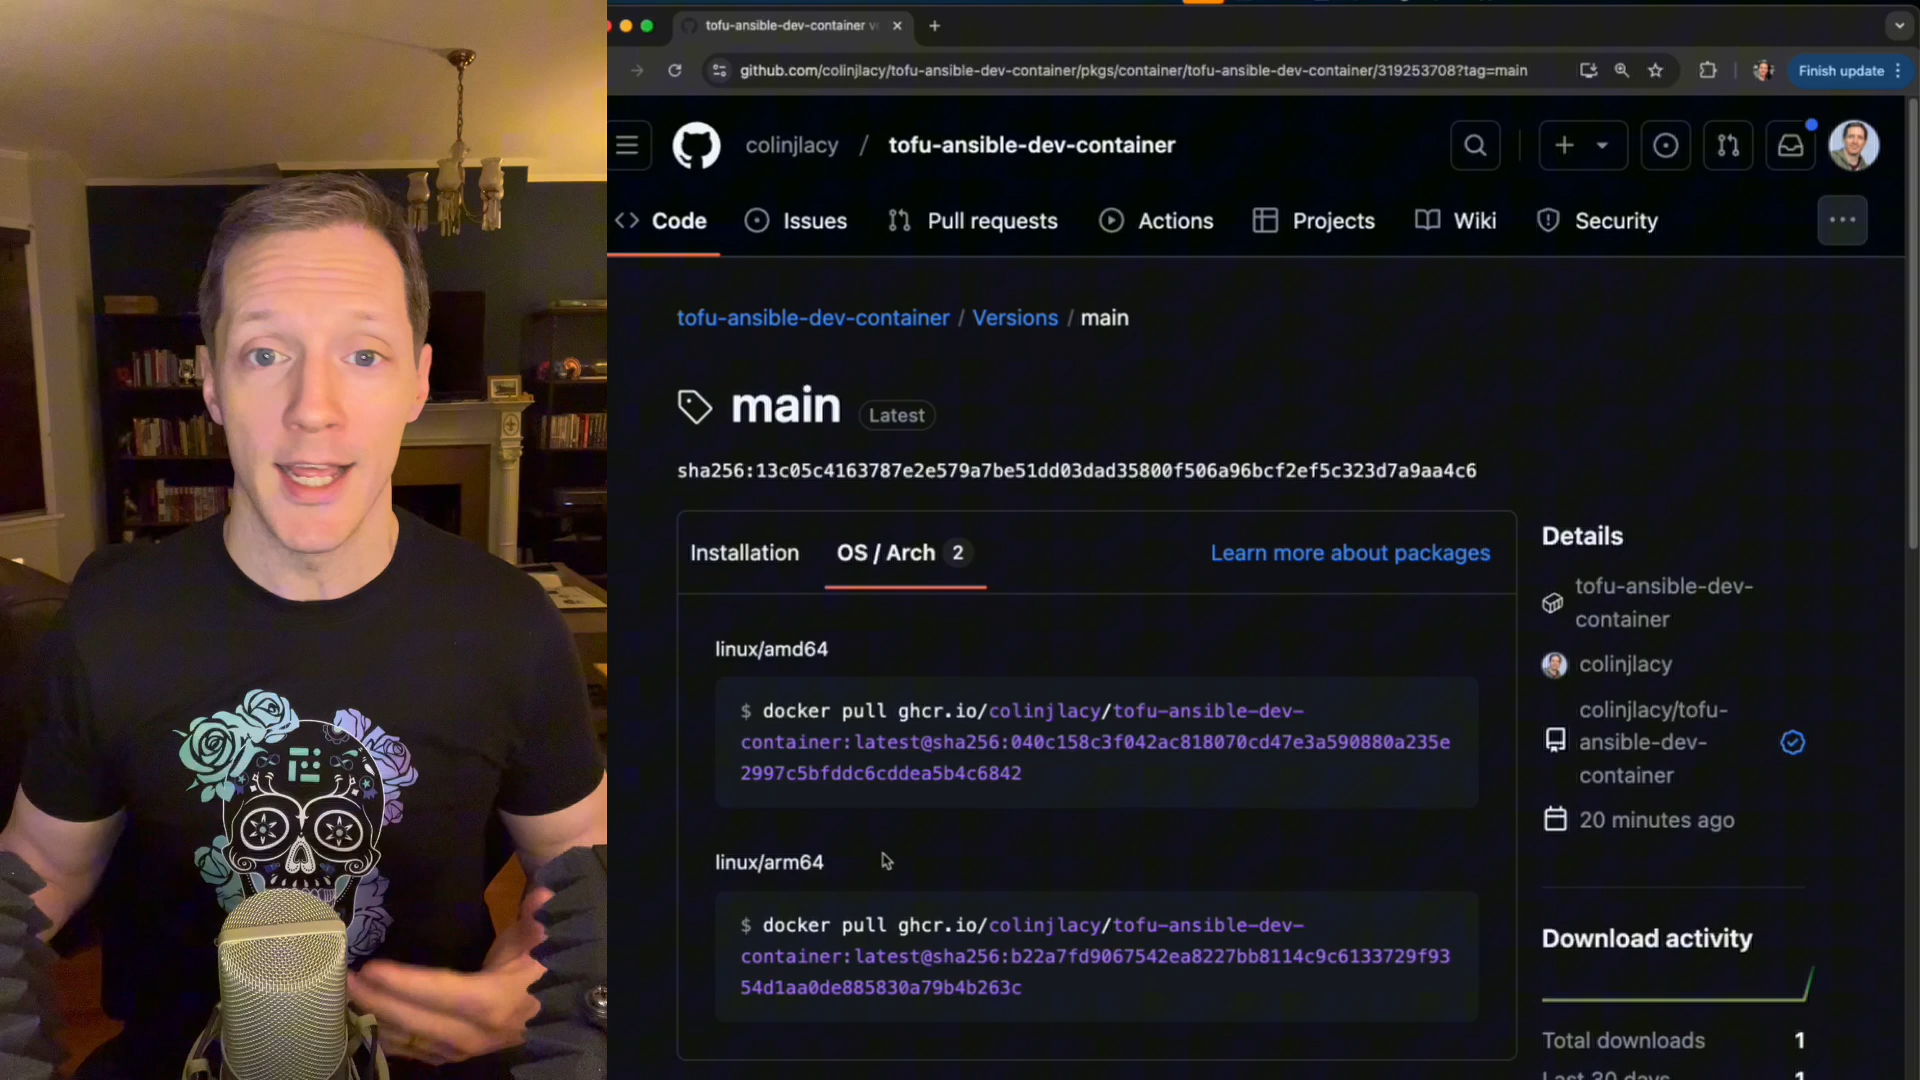 tofu-ansible-dev-container v
github.com/colinjlacy/tofu-ansible-dev-container/pkgs/container/tofu-ansible-dev-container/319253708?tag=main
Finish update
colinjlacy / tofu-ansible-dev-container
Code
Issues
Pull requests
Actions
Projects
Wiki
Security
tofu-ansible-dev-container / Versions / main
main
Latest
sha256:13c05c4163787e2e579a7be51dd03dad35800f506a96bcf2ef5c323d7a9aa4c6
Installation
OS / Arch 2
Learn more about packages
linux/amd64
$ docker pull ghcr.io/colinjlacy/tofu-ansible-dev-
container:latest@sha256:040c158c3f042ac818070cd47e3a590880a235e
2997c5bfddc6cddea5b4c6842
linux/arm64
$ docker pull ghcr.io/colinjlacy/tofu-ansible-dev-
container:latest@sha256:b22a7fd9067542ea8227bb8114c9c6133729f93
54d1aa0de885830a79b4b263c
Details
tofu-ansible-dev-
container
colinjlacy
colinjlacy/tofu-
ansible-dev-
container
20 minutes ago
Download activity
Total downloads 1
Last 30 days 1